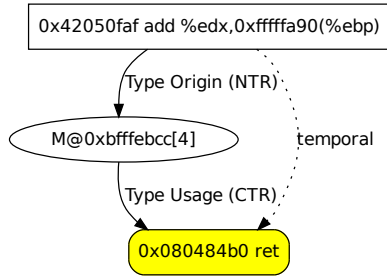 0x42050faf add %edx,0xfffffa90(%ebp)
Type Origin (NTR)
M@0xbfffebcc[4]
temporal
Type Usage (CTR)
0x080484b0 ret